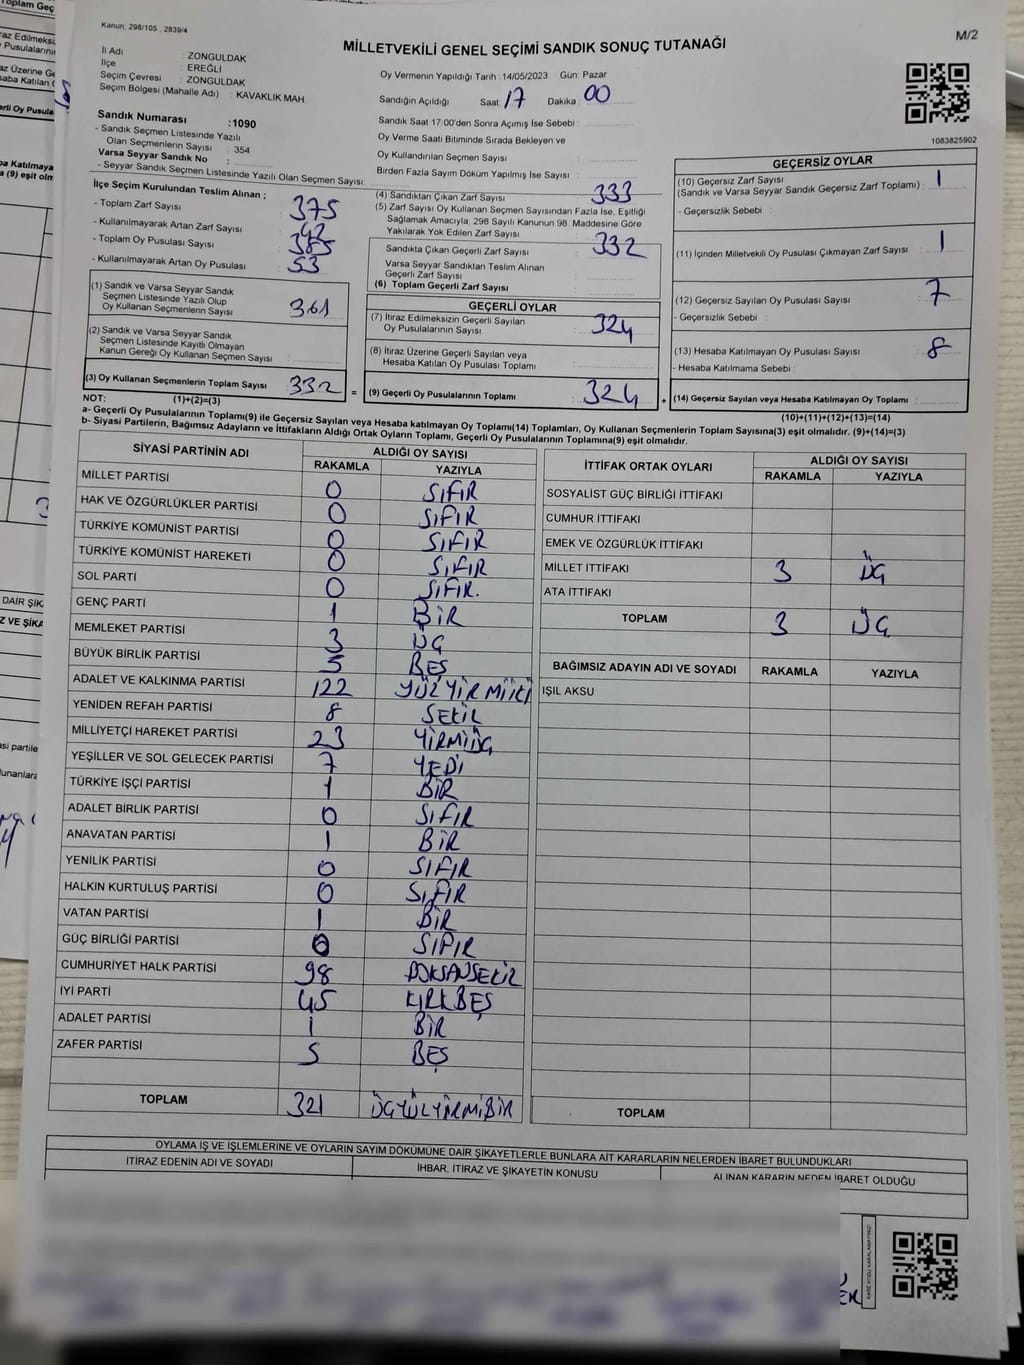 Kanun: 298/105 , 2839/4
M/2
MİLLETVEKİLİ GENEL SEÇİMİ SANDIK SONUÇ TUTANAĞI
İl Adı : ZONGULDAK
İlçe : EREĞLİ
Seçim Çevresi : ZONGULDAK
Seçim Bölgesi (Mahalle Adı) : KAVAKLIK MAH
Sandık Numarası :1090
- Sandık Seçmen Listesinde Yazılı
Olan Seçmenlerin Sayısı : 354
Varsa Seyyar Sandık No :
- Seyyar Sandık Seçmen Listesinde Yazılı Olan Seçmen Sayısı
Oy Vermenin Yapıldığı Tarih :14/05/2023 Gün: Pazar
Sandığın Açıldığı Saat: 17 Dakika: 00
Sandık Saat 17:00'den Sonra Açımış İse Sebebi :
Oy Verme Saati Bitiminde Sırada Bekleyen ve
Oy Kullandırılan Seçmen Sayısı :
Birden Fazla Sayım Döküm Yapılmış İse Sayısı :
1083825902
İlçe Seçim Kurulundan Teslim Alınan ;
- Toplam Zarf Sayısı : 375
- Kullanılmayarak Artan Zarf Sayısı : 42
- Toplam Oy Pusulası Sayısı : 385
- Kullanılmayarak Artan Oy Pusulası : 53
(1) Sandık ve Varsa Seyyar Sandık
Seçmen Listesinde Yazılı Olup
Oy Kullanan Seçmenlerin Sayısı : 361
(2) Sandık ve Varsa Seyyar Sandık
Seçmen Listesinde Kayıtlı Olmayan
Kanun Gereği Oy Kullanan Seçmen Sayısı :
(3) Oy Kullanan Seçmenlerin Toplam Sayısı : 332 =
(4) Sandıktan Çıkan Zarf Sayısı : 333
(5) Zarf Sayısı Oy Kullanan Seçmen Sayısından Fazla İse, Eşitliği
Sağlamak Amacıyla, 298 Sayılı Kanunun 98. Maddesine Göre
Yakılarak Yok Edilen Zarf Sayısı :
Sandıkta Çıkan Geçerli Zarf Sayısı : 332
Varsa Seyyar Sandıktan Teslim Alınan
Geçerli Zarf Sayısı :
(6) Toplam Geçerli Zarf Sayısı :
GEÇERLİ OYLAR
(7) İtiraz Edilmeksizin Geçerli Sayılan
Oy Pusulalarının Sayısı : 324
(8) İtiraz Üzerine Geçerli Sayılan veya
Hesaba Katılan Oy Pusulası Toplamı :
(9) Geçerli Oy Pusulalarının Toplamı : 324 +
GEÇERSİZ OYLAR
(10) Geçersiz Zarf Sayısı : 1
(Sandık ve Varsa Seyyar Sandık Geçersiz Zarf Toplamı)
- Geçersizlik Sebebi :
(11) İçinden Milletvekili Oy Pusulası Çıkmayan Zarf Sayısı : 1
(12) Geçersiz Sayılan Oy Pusulası Sayısı : 7
- Geçersizlik Sebebi :
(13) Hesaba Katılmayan Oy Pusulası Sayısı : 8
- Hesaba Katılmama Sebebi :
(14) Geçersiz Sayılan veya Hesaba Katılmayan Oy Toplamı :
NOT: (1)+(2)=(3)
(10)+(11)+(12)+(13)=(14)
a- Geçerli Oy Pusulalarının Toplamı(9) ile Geçersiz Sayılan veya Hesaba katılmayan Oy Toplamı(14) Toplamları, Oy Kullanan Seçmenlerin Toplam Sayısına(3) eşit olmalıdır. (9)+(14)=(3)
b- Siyasi Partilerin, Bağımsız Adayların ve İttifakların Aldığı Ortak Oyların Toplamı, Geçerli Oy Pusulalarının Toplamına(9) eşit olmalıdır.
SİYASİ PARTİNİN ADI ALDIĞI OY SAYISI
RAKAMLA YAZIYLA
MİLLET PARTİSİ 0 SIFIR
HAK VE ÖZGÜRLÜKLER PARTİSİ 0 SIFIR
TÜRKİYE KOMÜNİST PARTİSİ 0 SIFIR
TÜRKİYE KOMÜNİST HAREKETİ 0 SIFIR
SOL PARTİ 0 SIFIR.
GENÇ PARTİ 1 BİR
MEMLEKET PARTİSİ 3 ÜÇ
BÜYÜK BİRLİK PARTİSİ 5 BEŞ
ADALET VE KALKINMA PARTİSİ 122 YÜZYİRMİİKİ
YENİDEN REFAH PARTİSİ 8 SEKİZ
MİLLİYETÇİ HAREKET PARTİSİ 23 YİRMİÜÇ
YEŞİLLER VE SOL GELECEK PARTİSİ 7 YEDİ
TÜRKİYE İŞÇİ PARTİSİ 1 BİR
ADALET BİRLİK PARTİSİ 0 SIFIR
ANAVATAN PARTİSİ 1 BİR
YENİLİK PARTİSİ 0 SIFIR
HALKIN KURTULUŞ PARTİSİ 0 SIFIR
VATAN PARTİSİ 1 BİR
GÜÇ BİRLİĞİ PARTİSİ 0 SIFIR
CUMHURİYET HALK PARTİSİ 98 DOKSANSEKİZ
İYİ PARTİ 45 KIRKBEŞ
ADALET PARTİSİ 1 BİR
ZAFER PARTİSİ 5 BEŞ
TOPLAM 321 ÜÇYÜZYİRMİBİR
İTTİFAK ORTAK OYLARI ALDIĞI OY SAYISI
RAKAMLA YAZIYLA
SOSYALİST GÜÇ BİRLİĞİ İTTİFAKI
CUMHUR İTTİFAKI
EMEK VE ÖZGÜRLÜK İTTİFAKI
MİLLET İTTİFAKI 3 ÜÇ
ATA İTTİFAKI
TOPLAM 3 ÜÇ
BAĞIMSIZ ADAYIN ADI VE SOYADI RAKAMLA YAZIYLA
IŞIL AKSU
TOPLAM
OYLAMA İŞ VE İŞLEMLERİNE VE OYLARIN SAYIM DÖKÜMÜNE DAİR ŞİKAYETLERLE BUNLARA AİT KARARLARIN NELERDEN İBARET BULUNDUKLARI
İTİRAZ EDENİN ADI VE SOYADI İHBAR, İTİRAZ VE ŞİKAYETİN KONUSU ALINAN KARARIN NEDEN İBARET OLDUĞU